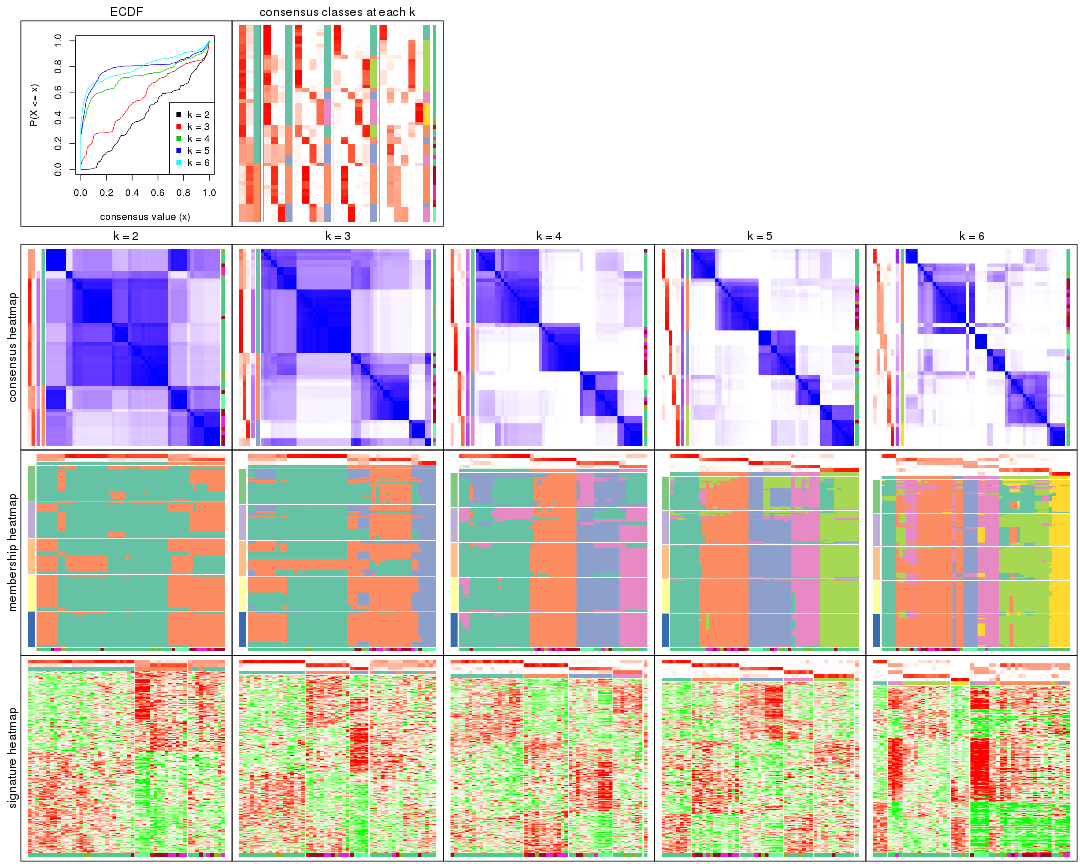 ECDF
consensus classes at each k
P(X <= x)
0.0 0.2 0.4 0.6 0.8 1.0
k = 2
k = 3
k = 4
k = 5
k = 6
0.0 0.2 0.4 0.6 0.8 1.0
consensus value (x)
k = 2
k = 3
k = 4
k = 5
k = 6
consensus heatmap
membership heatmap
signature heatmap